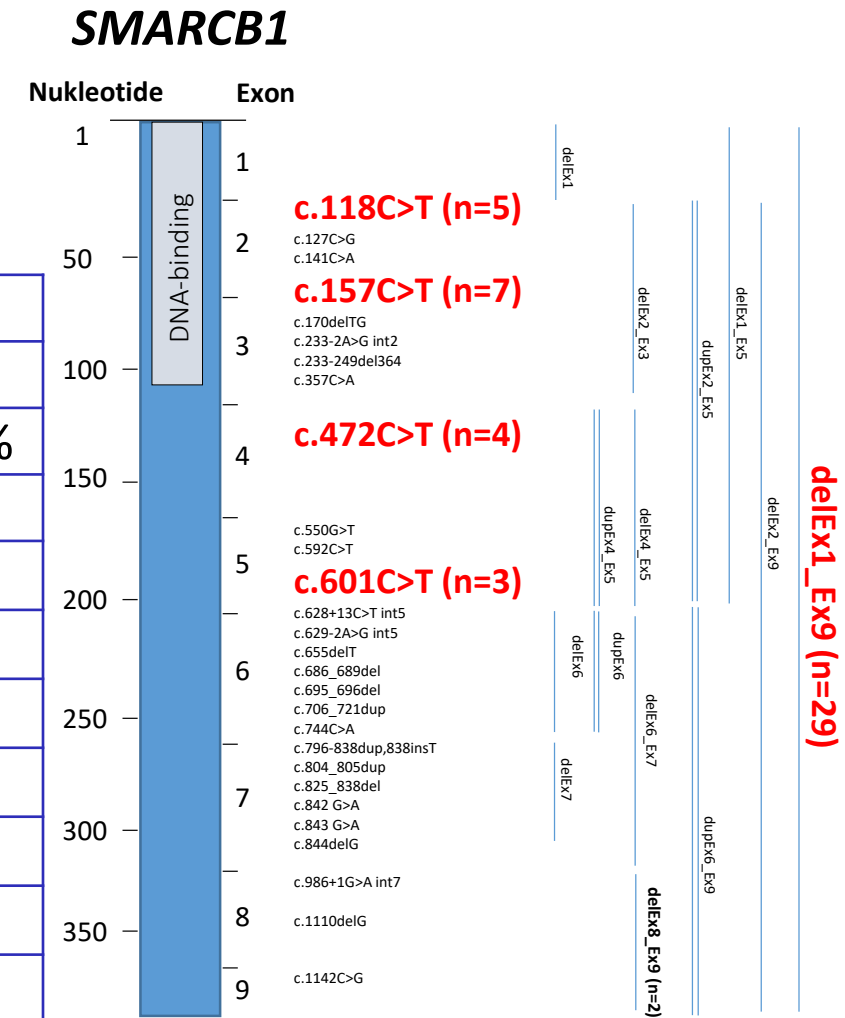 SMARCB1
Nukleotide
Exon
1
50
100
150
200
250
300
350
%
DNA-binding
1
2
3
4
5
6
7
8
9
c.118C>T (n=5)
c.127C>G
c.141C>A
c.157C>T (n=7)
c.170delTG
c.233-2A>G int2
c.233-249del364
c.357C>A
c.472C>T (n=4)
c.550G>T
c.592C>T
c.601C>T (n=3)
c.628+13C>T int5
c.629-2A>G int5
c.655delT
c.686_689del
c.695_696del
c.706_721dup
c.744C>A
c.796-838dup,838insT
c.804_805dup
c.825_838del
c.842 G>A
c.843 G>A
c.844delG
c.986+1G>A int7
c.1110delG
c.1142C>G
delEx1
delEx6
delEx7
dupEx4_Ex5
dupEx6
delEx2_Ex3
delEx4_Ex5
delEx6_Ex7
delEx8_Ex9 (n=2)
dupEx2_Ex5
dupEx6_Ex9
delEx1_Ex5
delEx2_Ex9
delEx1_Ex9 (n=29)